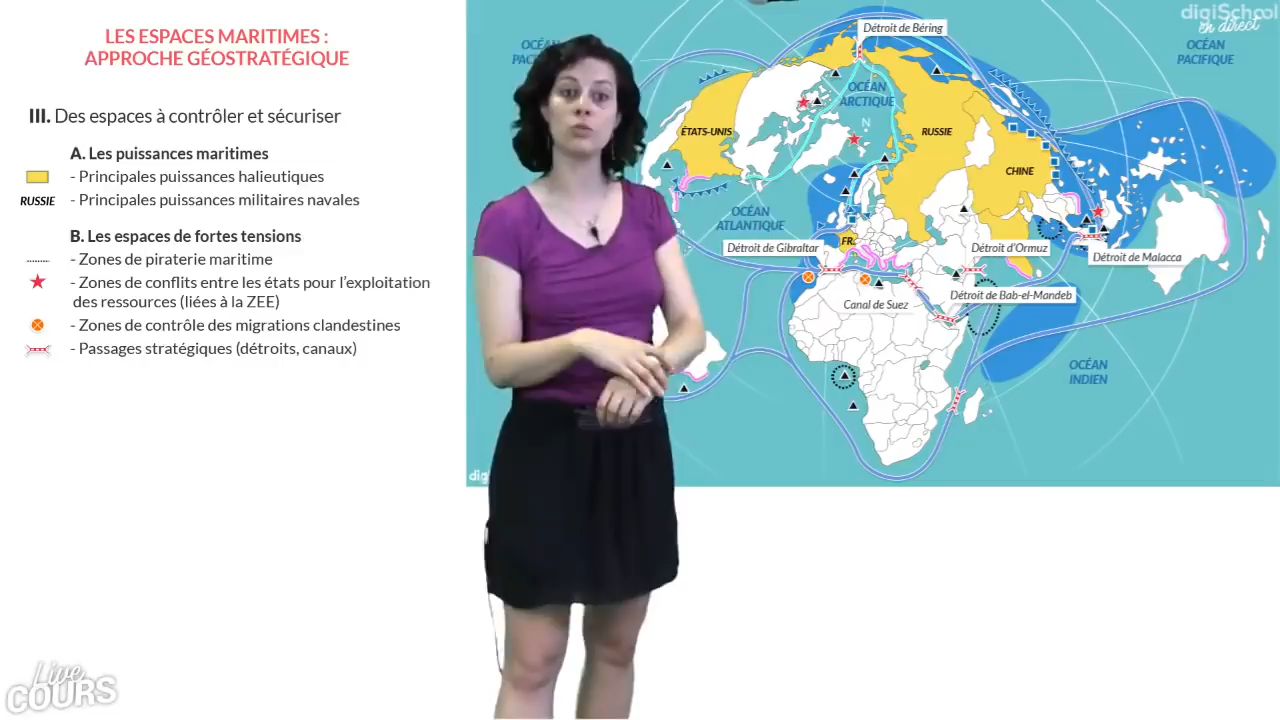 LES ESPACES MARITIMES :
APPROCHE GÉOSTRATÉGIQUE
III. Des espaces à contrôler et sécuriser
A. Les puissances maritimes
- Principales puissances halieutiques
RUSSIE - Principales puissances militaires navales
B. Les espaces de fortes tensions
- Zones de piraterie maritime
- Zones de conflits entre les états pour l'exploitation
des ressources (liées à la ZEE)
- Zones de contrôle des migrations clandestines
- Passages stratégiques (détroits, canaux)
Live
COURS
digiSchool
en direct
Détroit de Béring
OCÉAN
OCÉAN
PACIFIQUE
OCÉAN
ARCTIQUE
N
ÉTATS-UNIS
RUSSIE
CHINE
OCÉAN
ATLANTIQUE
Détroit de Gibraltar
Détroit d'Ormuz
Détroit de Malacca
Détroit de Bab-el-Mandeb
Canal de Suez
OCÉAN
INDIEN